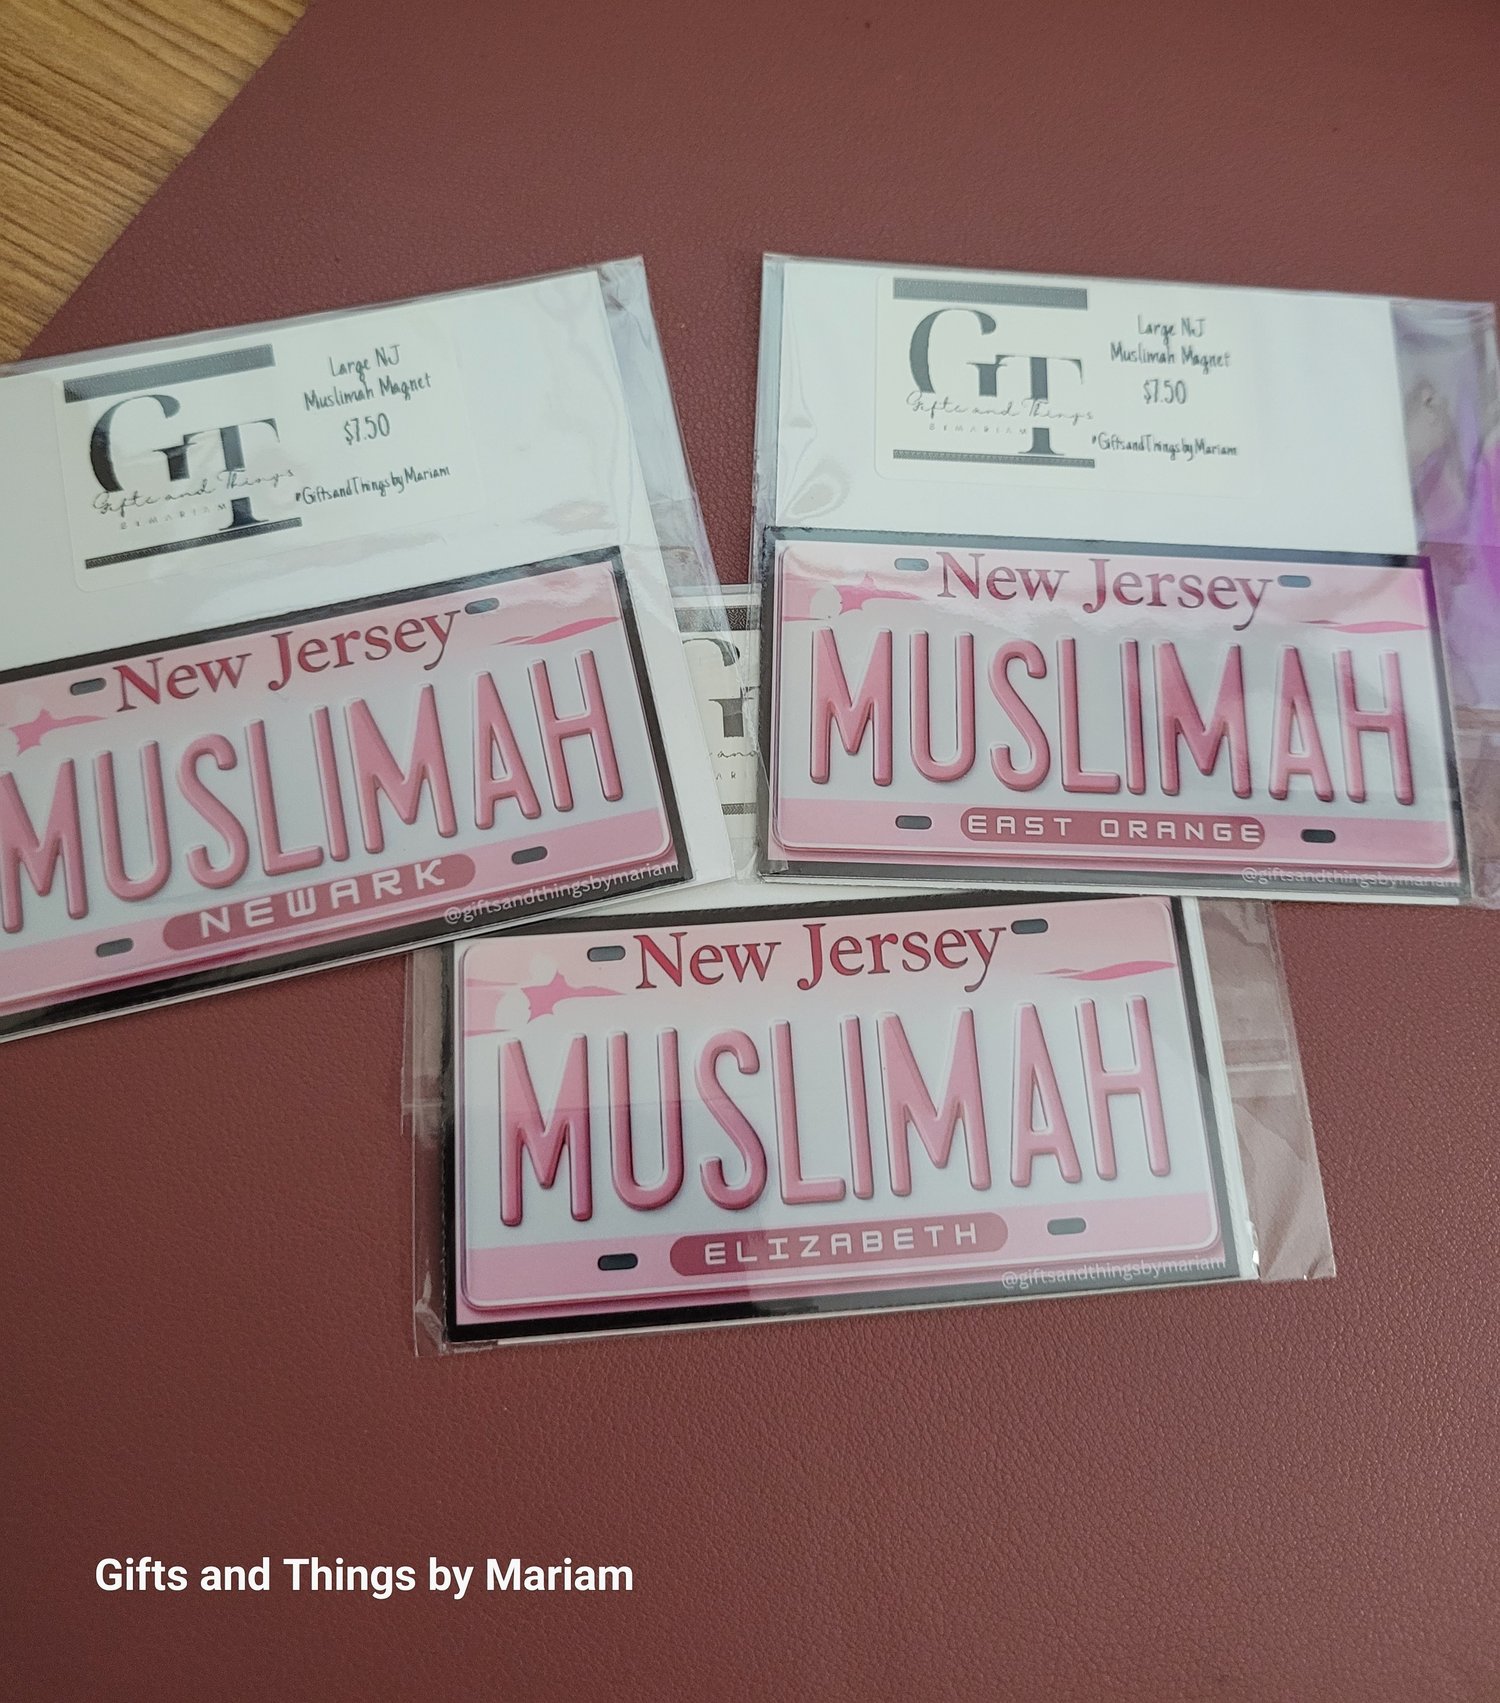 GT
Gifts and Things
BY MARIAM
Large NJ
Muslimah Magnet
$7.50
#GiftsandThingsbyMariam
New Jersey
MUSLIMAH
NEWARK
@giftsandthingsbymariam
GT
Gifts and Things
BY MARIAM
Large NJ
Muslimah Magnet
$7.50
#GiftsandThingsbyMariam
New Jersey
MUSLIMAH
EAST ORANGE
@giftsandthingsbymariam
G
New Jersey
MUSLIMAH
ELIZABETH
@giftsandthingsbymariam
Gifts and Things by Mariam